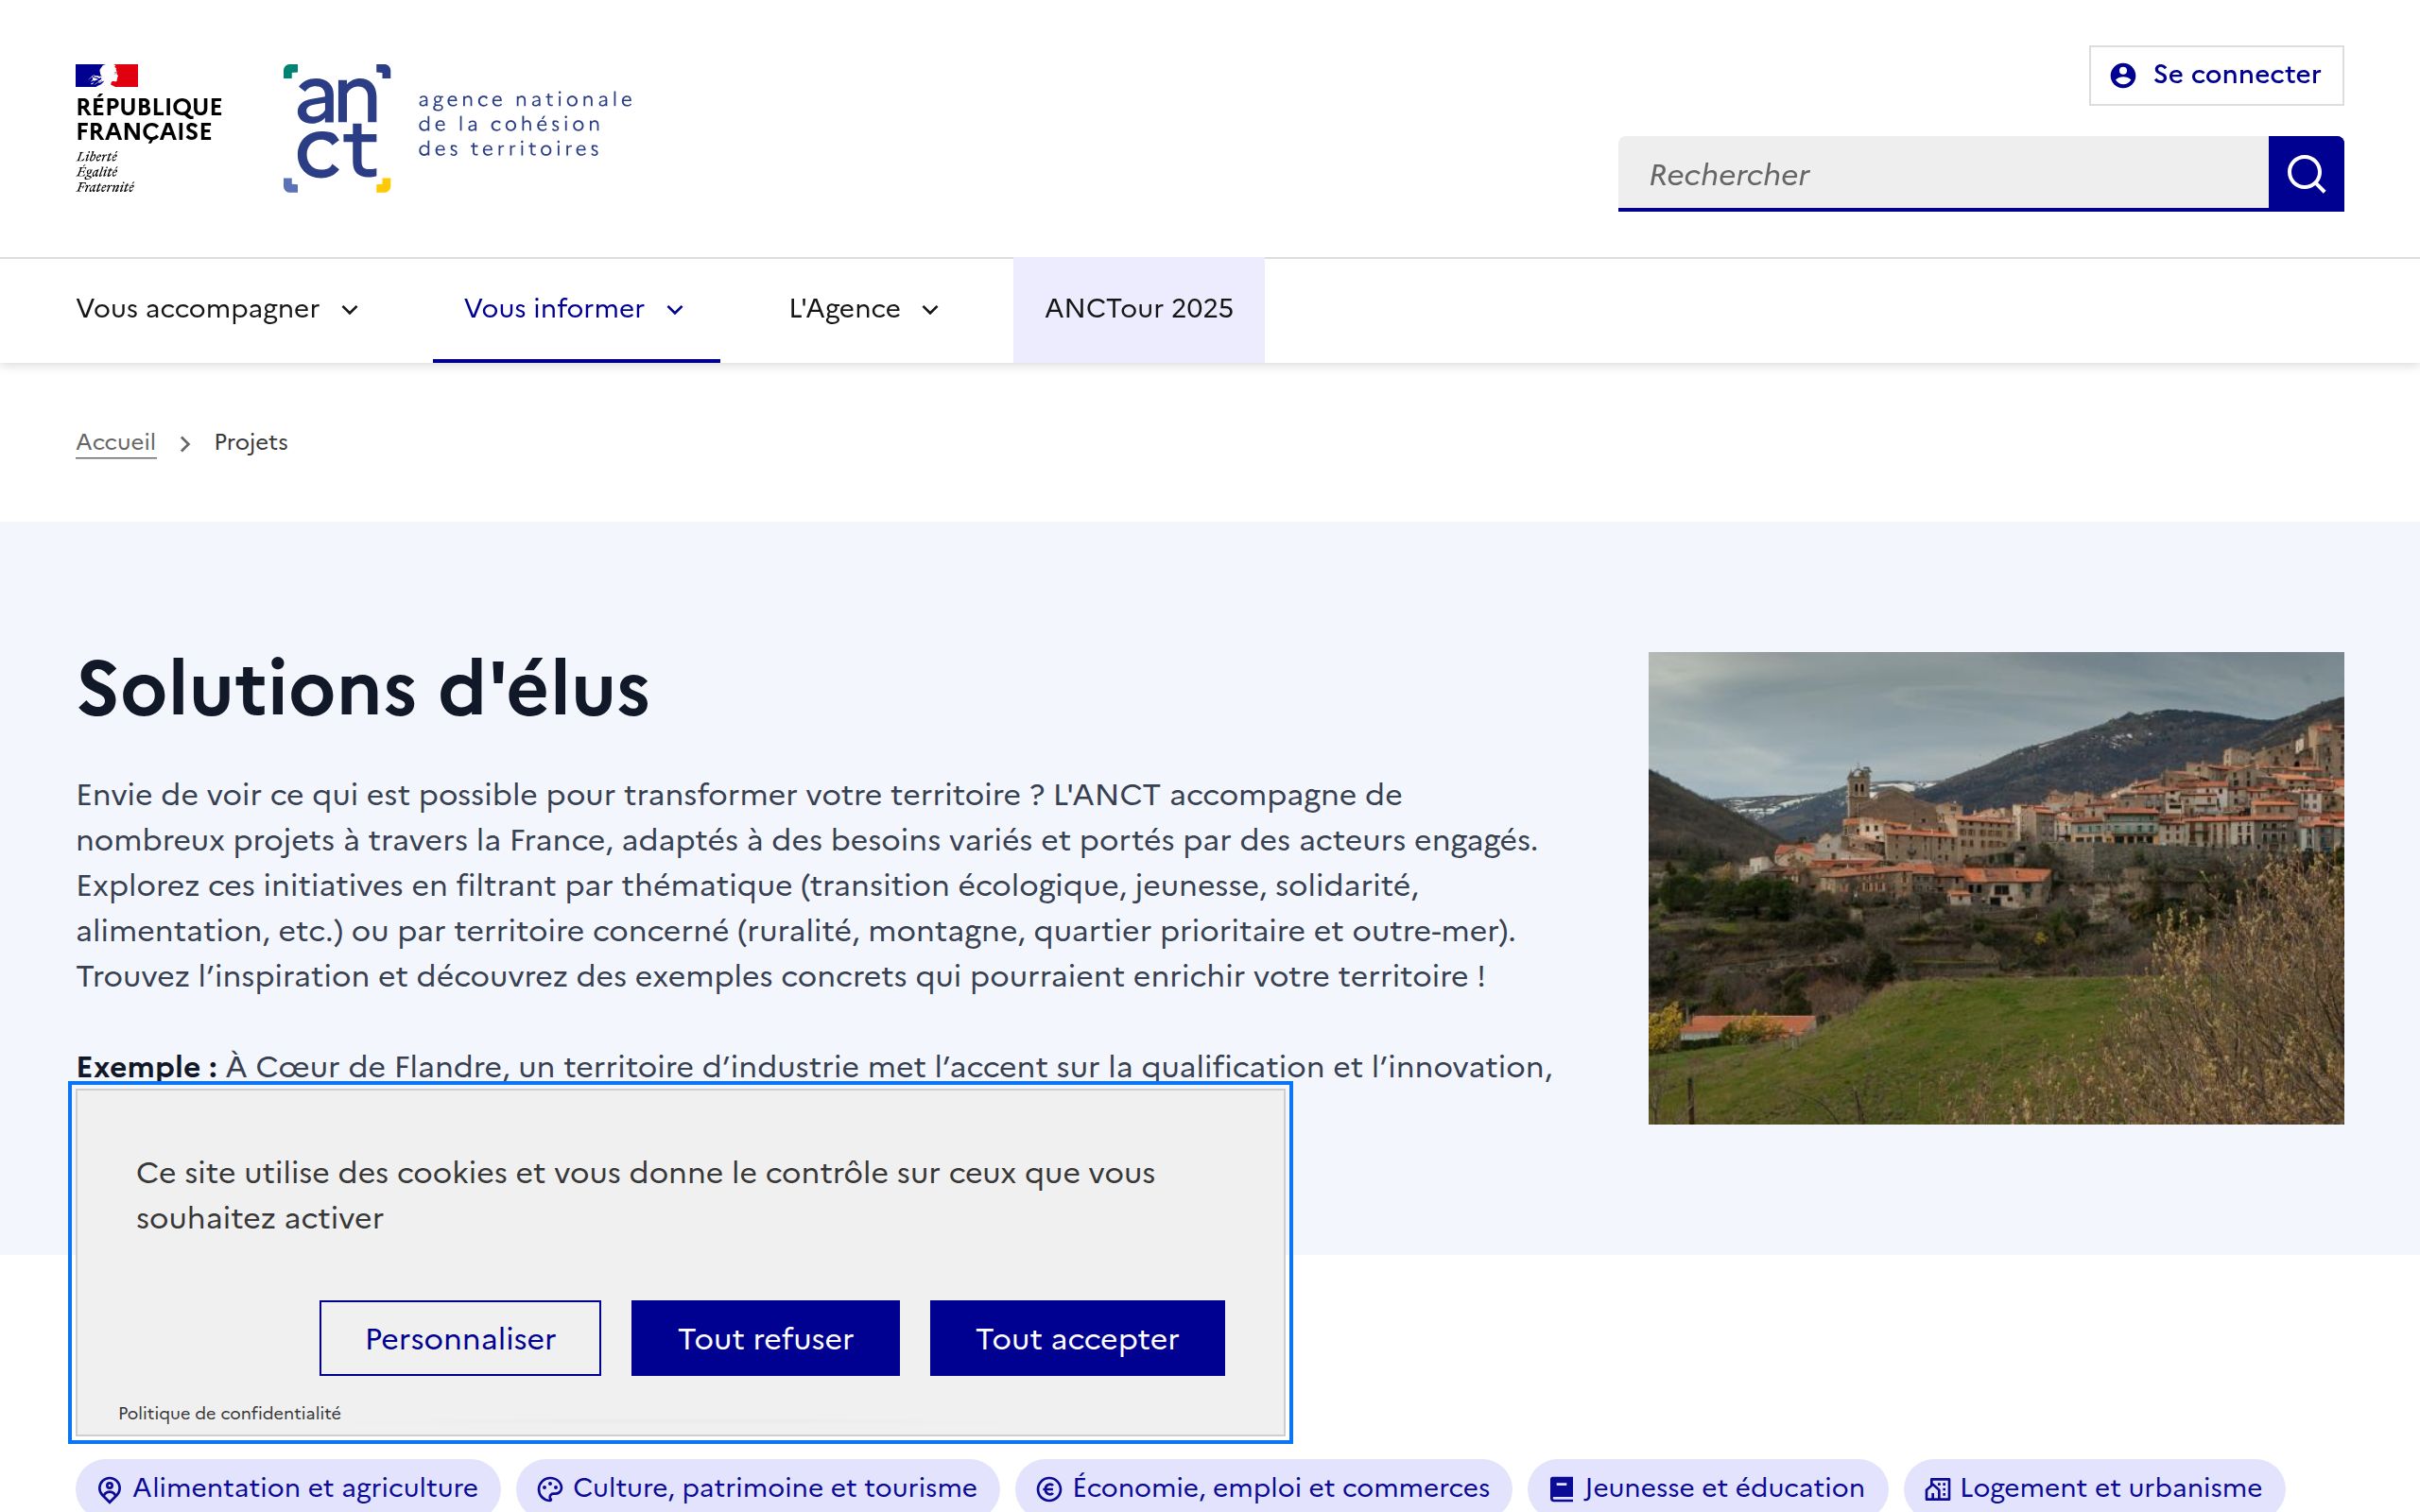 RÉPUBLIQUE
FRANÇAISE
Liberté
Égalité
Fraternité
an
ct
agence nationale
de la cohésion
des territoires
Se connecter
Rechercher
Vous accompagner
Vous informer
L'Agence
ANCTour 2025
Accueil
Projets
Solutions d'élus
Envie de voir ce qui est possible pour transformer votre territoire ? L'ANCT accompagne de
nombreux projets à travers la France, adaptés à des besoins variés et portés par des acteurs engagés.
Explorez ces initiatives en filtrant par thématique (transition écologique, jeunesse, solidarité,
alimentation, etc.) ou par territoire concerné (ruralité, montagne, quartier prioritaire et outre-mer).
Trouvez l’inspiration et découvrez des exemples concrets qui pourraient enrichir votre territoire !
Exemple : À Cœur de Flandre, un territoire d’industrie met l’accent sur la qualification et l’innovation,
Ce site utilise des cookies et vous donne le contrôle sur ceux que vous
souhaitez activer
Personnaliser
Tout refuser
Tout accepter
Politique de confidentialité
Alimentation et agriculture
Culture, patrimoine et tourisme
Économie, emploi et commerces
Jeunesse et éducation
Logement et urbanisme